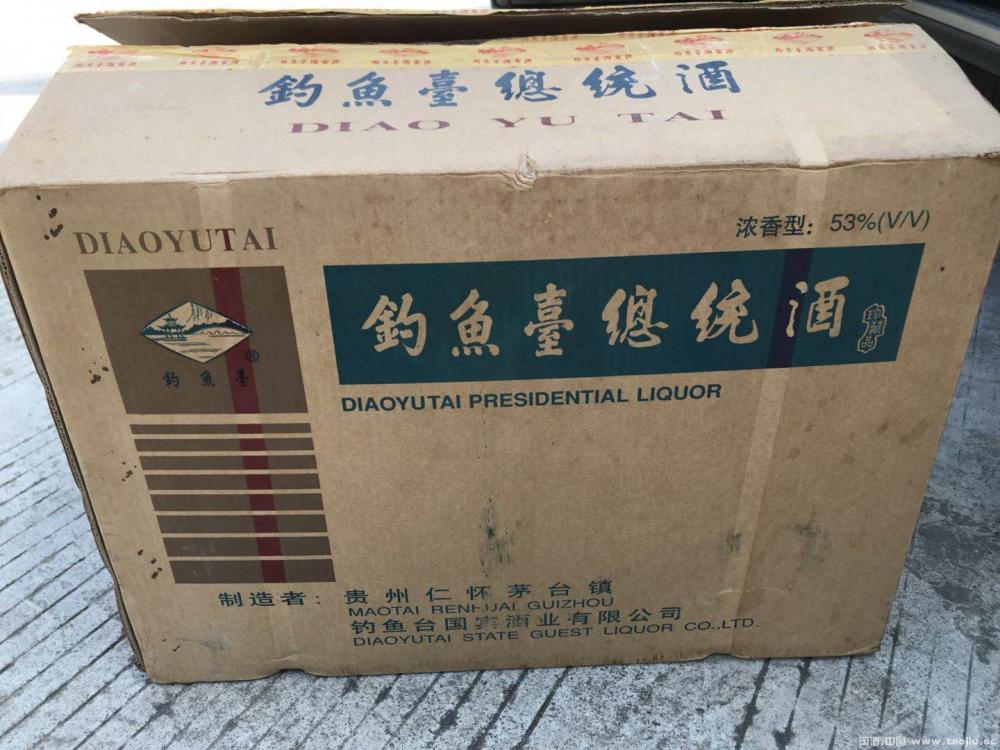 釣魚臺總統酒
DIAO YU TAI
DIAOYUTAI
浓香型：53%(V/V)
釣魚臺
®
釣魚臺總統酒
珍藏品
DIAOYUTAI PRESIDENTIAL LIQUOR
制造者：贵州仁怀茅台镇
MAOTAI RENHUAI GUIZHOU
钓鱼台国宾酒业有限公司
DIAOYUTAI STATE GUEST LIQUOR CO.,LTD.